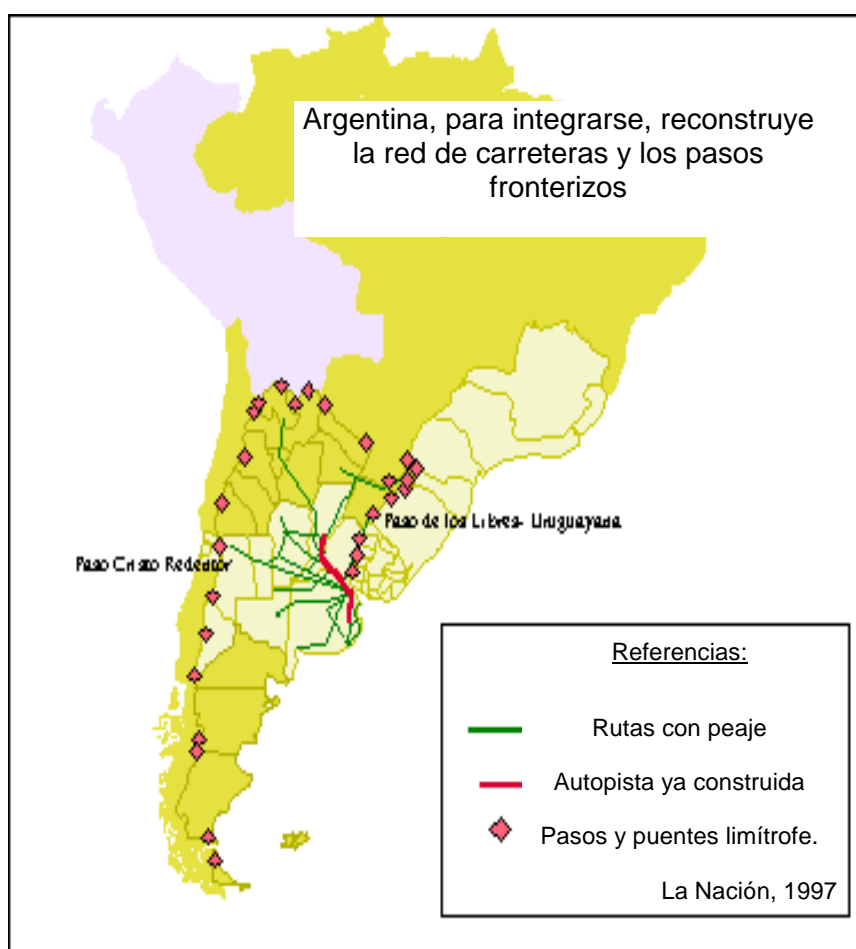 Argentina, para integrarse, reconstruye
la red de carreteras y los pasos
fronterizos
Paso de los Libres- Uruguayana
Paso Cristo Redentor
Referencias:
Rutas con peaje
Autopista ya construida
Pasos y puentes limítrofe.
La Nación, 1997